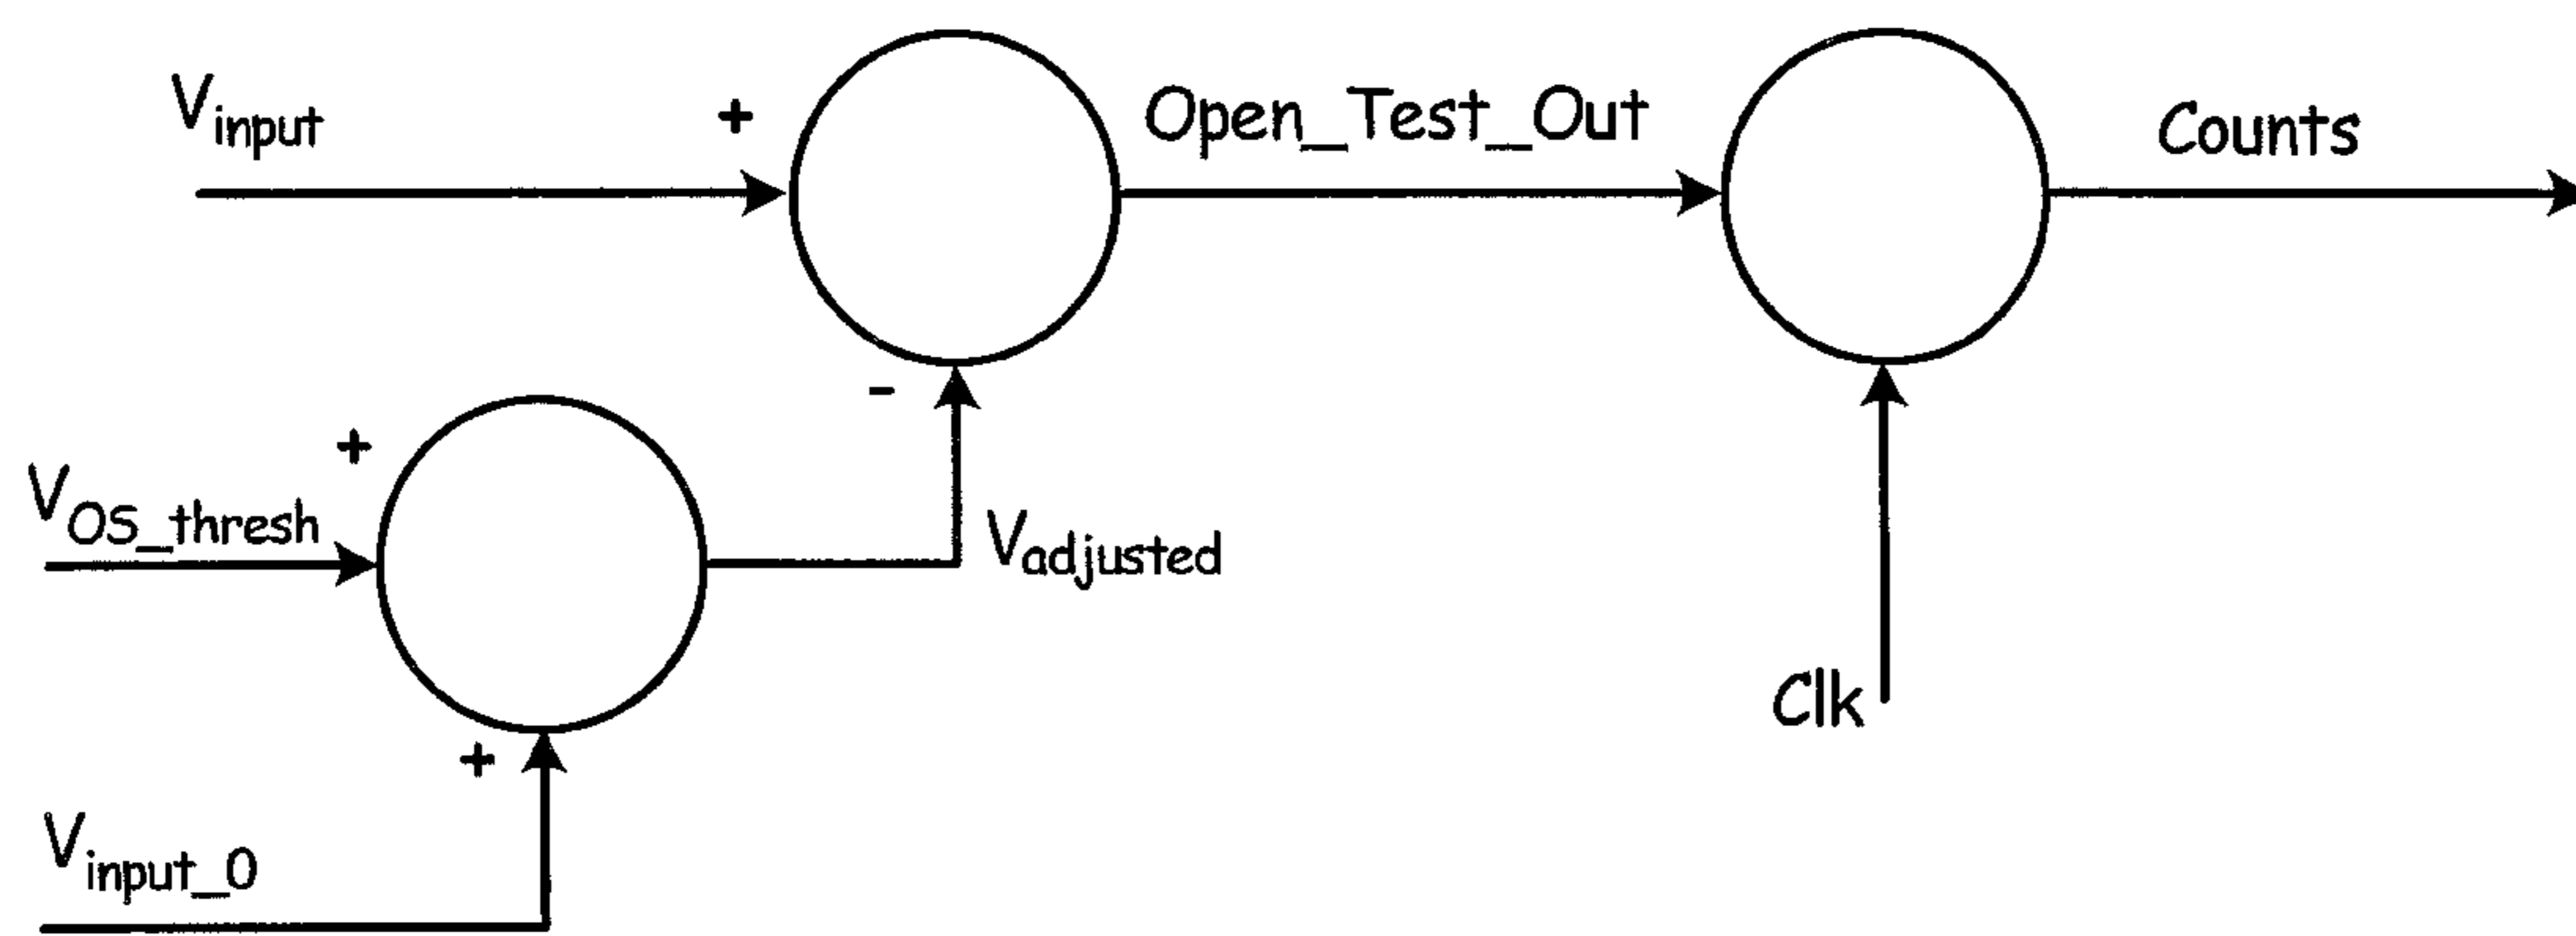 Vinput
+
Open_Test_Out
Counts
-
+
VOS_thresh
Vadjusted
Clk
+
Vinput_0